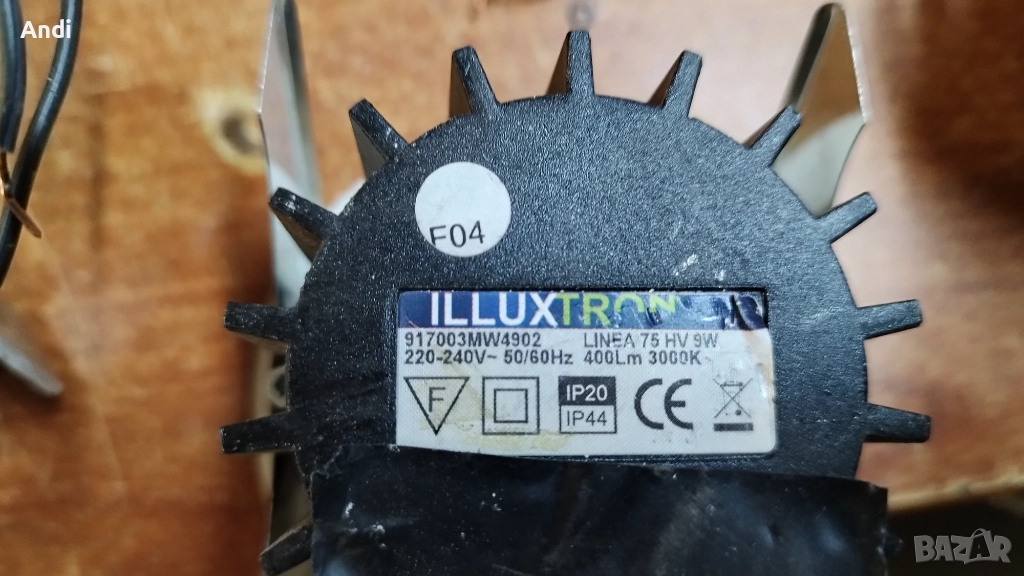 Andi
F04
ILLUXTRON
917003MW4902 LINEA 75 HV 9W
220-240V~ 50/60Hz 400Lm 3000K
F
IP20
IP44
CE
BAZAR